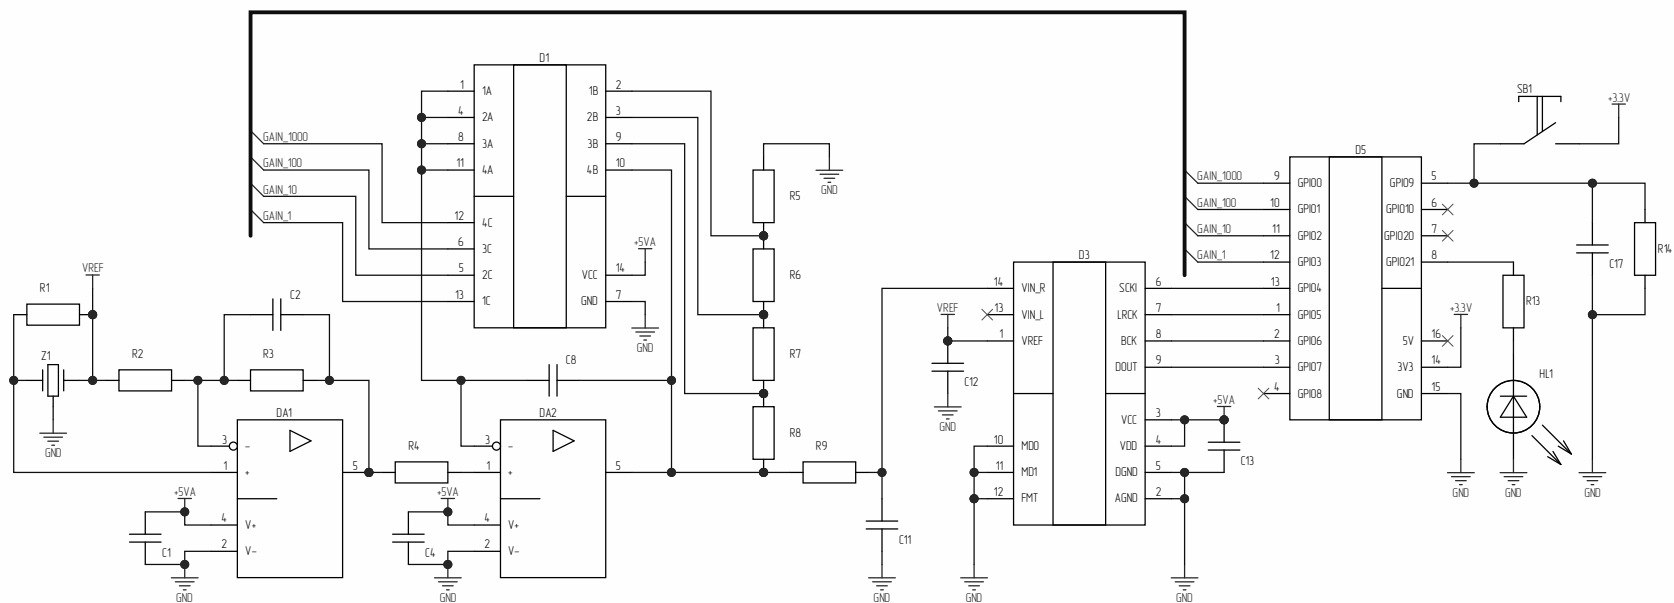 D1
1 1A 1B 2
4 2A 2B 3
8 3A 3B 9
11 4A 4B 10
12 4C
6 3C
5 2C VCC 14
13 1C GND 7
+5VA
GND
GAIN_1000
GAIN_100
GAIN_10
GAIN_1
R5
GND
R6
R7
R8
VREF
R1
Z1
GND
R2
C2
R3
DA1
3 -
1 + 5
+5VA
4 V+
2 V-
C1
GND
R4
C8
DA2
3 -
1 + 5
+5VA
4 V+
2 V-
C4
GND
R9
C11
GND
D3
14 VIN_R SCKI 6
13 VIN_L LRCK 7
1 VREF BCK 8
DOUT 9
VCC 3
10 MD0 VDD 4
11 MD1 DGND 5
12 FMT AGND 2
VREF
C12
GND
GND
+5VA
C13
GND
GAIN_1000
GAIN_100
GAIN_10
GAIN_1
D5
9 GPIO0 GPIO9 5
10 GPIO1 GPIO10 6
11 GPIO2 GPIO20 7
12 GPIO3 GPIO21 8
13 GPIO4
1 GPIO5
2 GPIO6 5V 16
3 GPIO7 3V3 14
4 GPIO8 GND 15
+3.3V
GND
SB1
+3.3V
R13
HL1
GND
C17
R14
GND